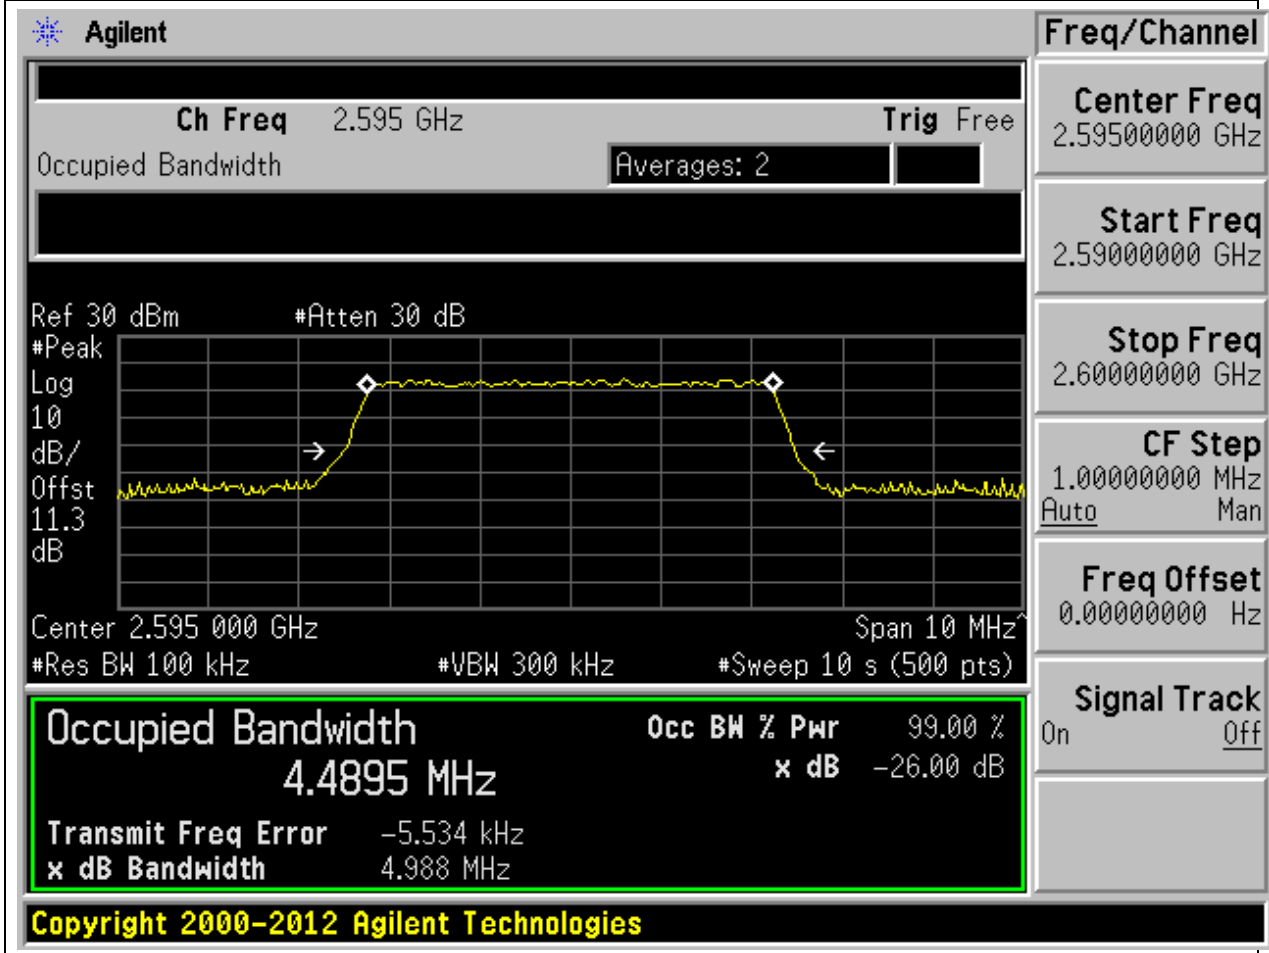 Agilent
Freq/Channel
Ch Freq 2.595 GHz Trig Free
Occupied Bandwidth Averages: 2
Center Freq
2.59500000 GHz
Start Freq
2.59000000 GHz
Stop Freq
2.60000000 GHz
CF Step
1.00000000 MHz
Auto Man
Freq Offset
0.00000000 Hz
Signal Track
On Off
Ref 30 dBm #Atten 30 dB
#Peak
Log
10
dB/
Offst
11.3
dB
Center 2.595 000 GHz Span 10 MHz^
#Res BW 100 kHz #VBW 300 kHz #Sweep 10 s (500 pts)
Occupied Bandwidth Occ BW % Pwr 99.00 %
4.4895 MHz x dB -26.00 dB
Transmit Freq Error -5.534 kHz
x dB Bandwidth 4.988 MHz
Copyright 2000-2012 Agilent Technologies